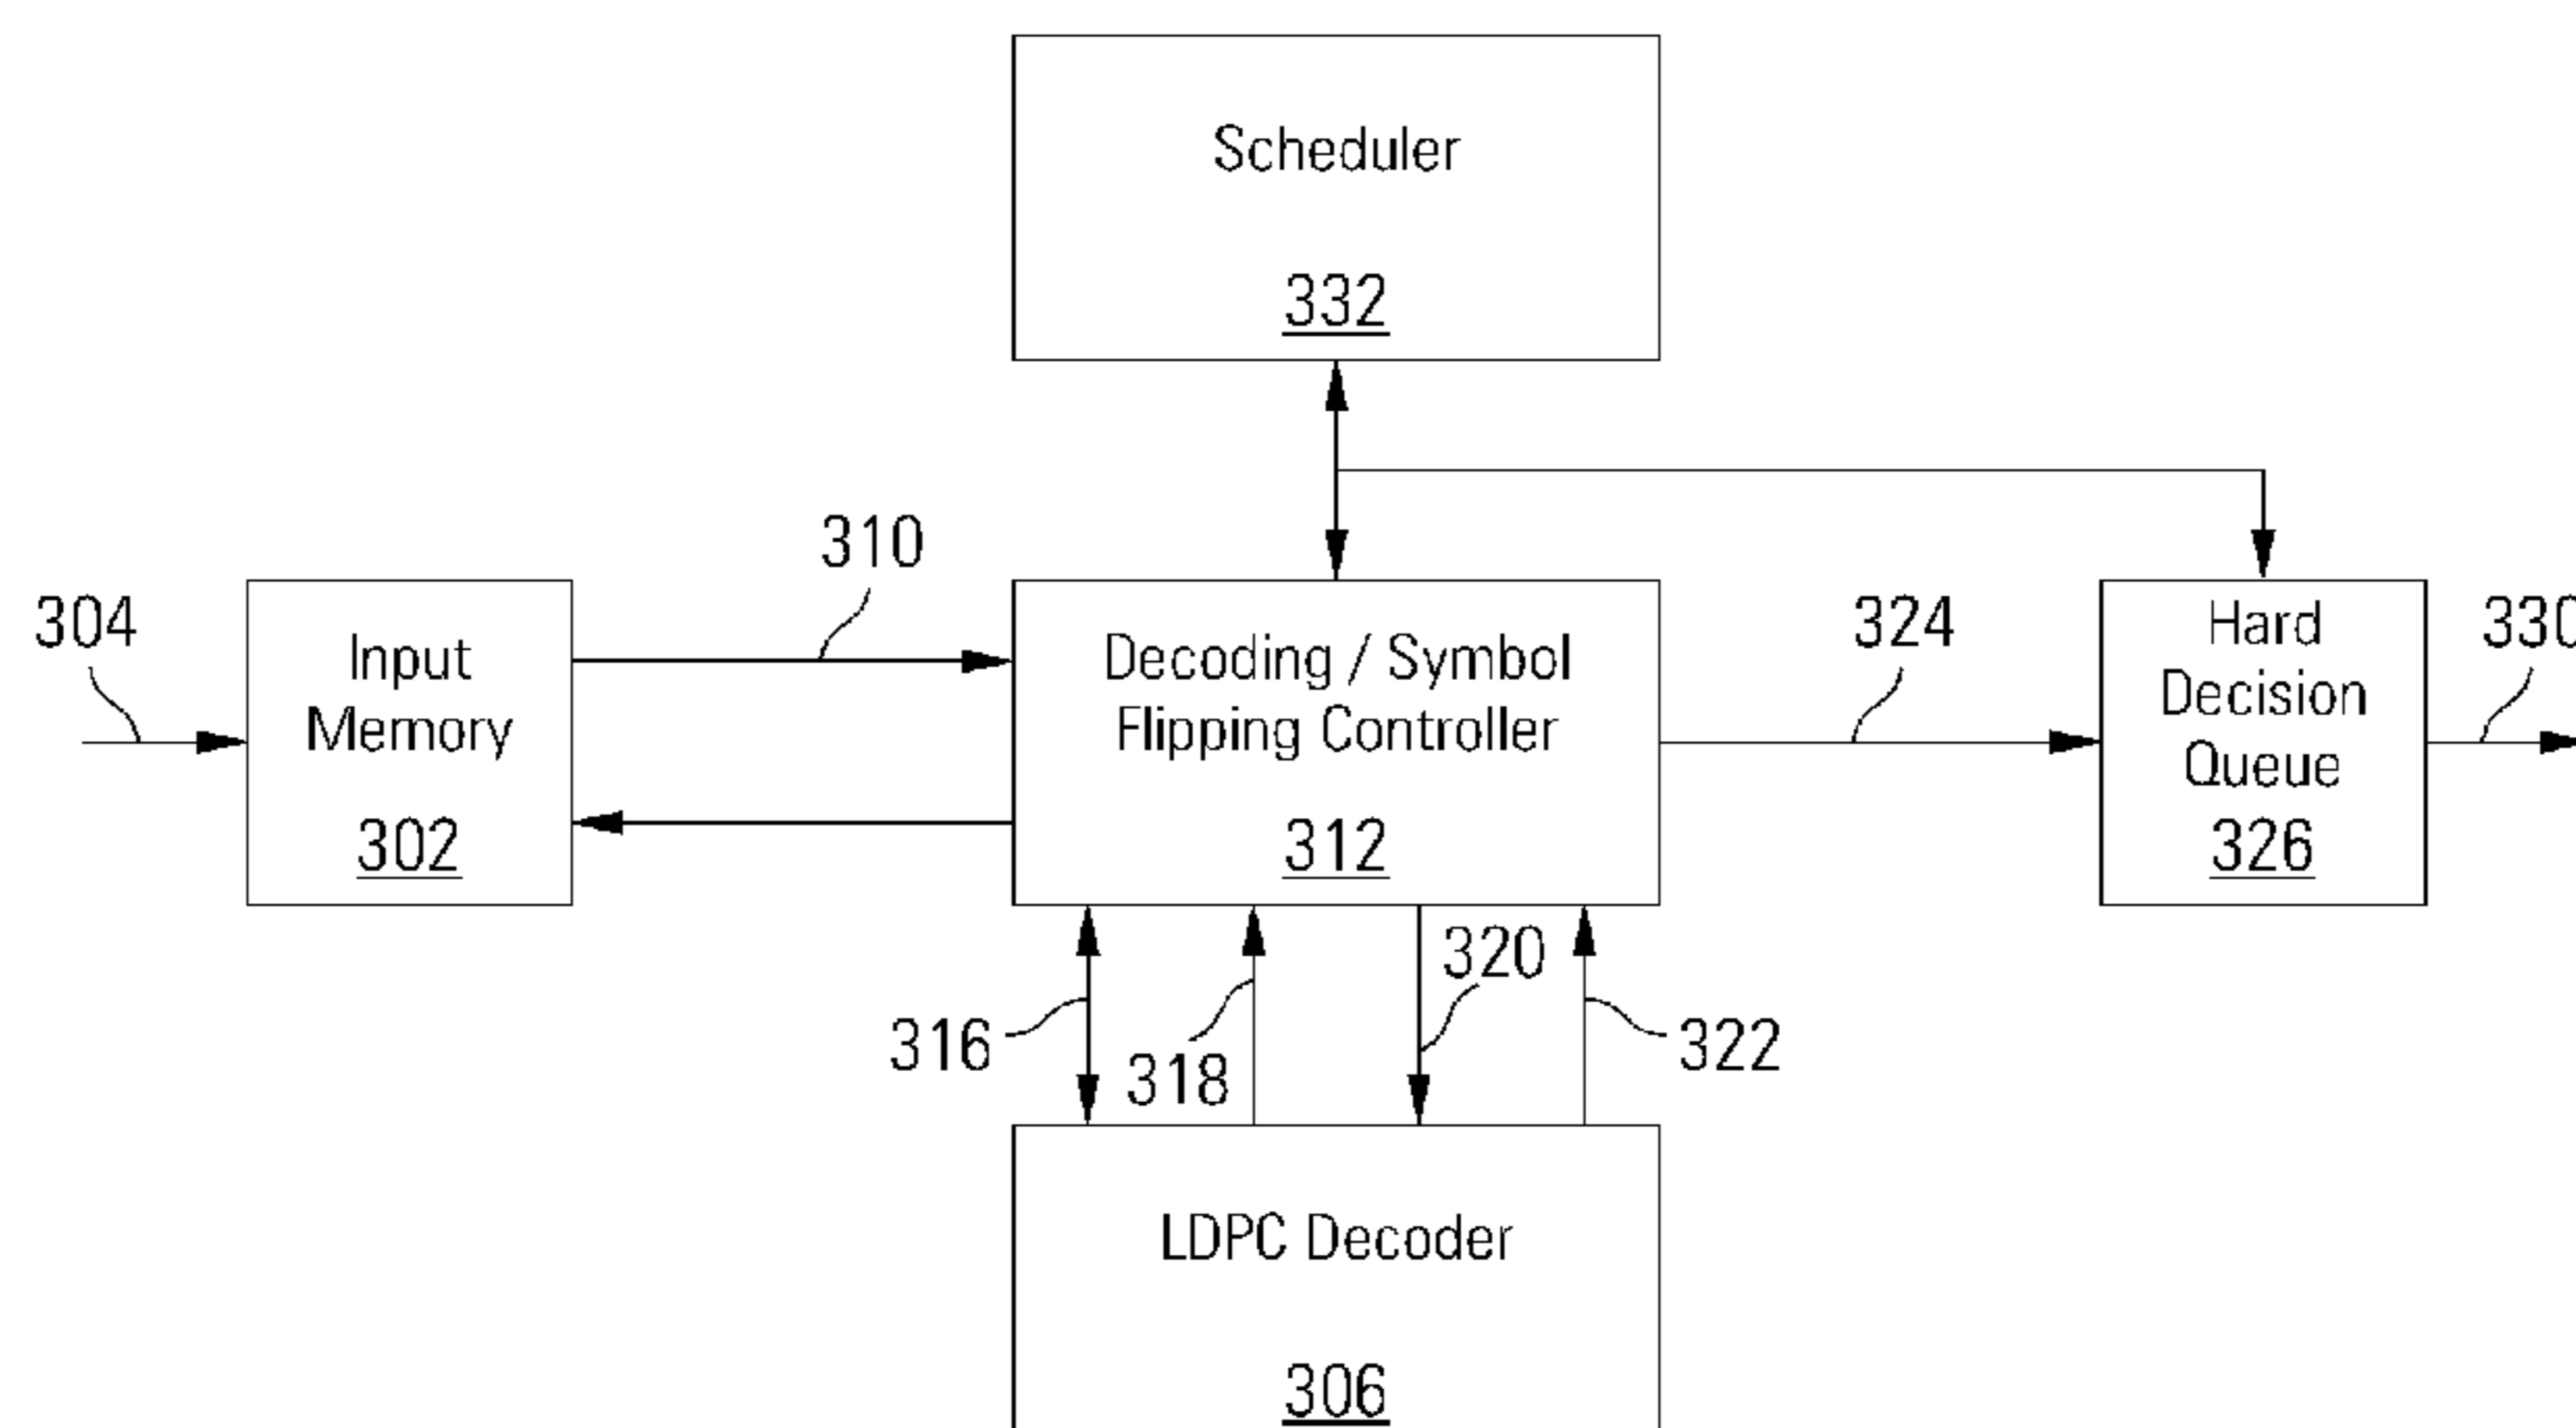 Scheduler
332
310
304
Input
Memory
302
Decoding / Symbol
Flipping Controller
312
324
Hard
Decision
Queue
326
330
316
318
320
322
LDPC Decoder
306